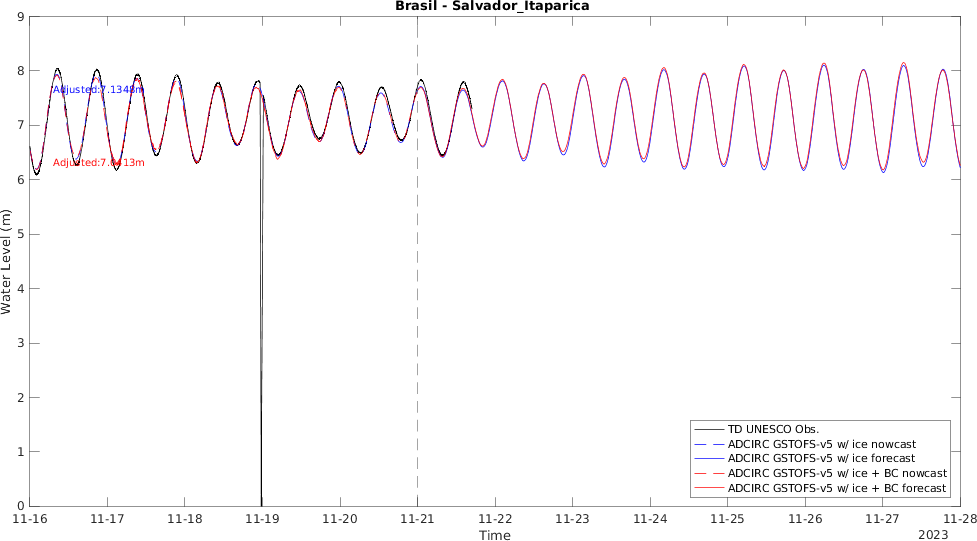 Brasil - Salvador_Itaparica
9
8
7
6
5
4
3
2
1
0
Water Level (m)
Adjusted:7.1348m
TD UNESCO Obs.
ADCIRC GSTOFS-v5 w/ ice nowcast
ADCIRC GSTOFS-v5 w/ ice forecast
ADCIRC GSTOFS-v5 w/ ice + BC nowcast
ADCIRC GSTOFS-v5 w/ ice + BC forecast
11-16 11-17 11-18 11-19 11-20 11-21 11-22 11-23 11-24 11-25 11-26 11-27 11-28
Time
2023